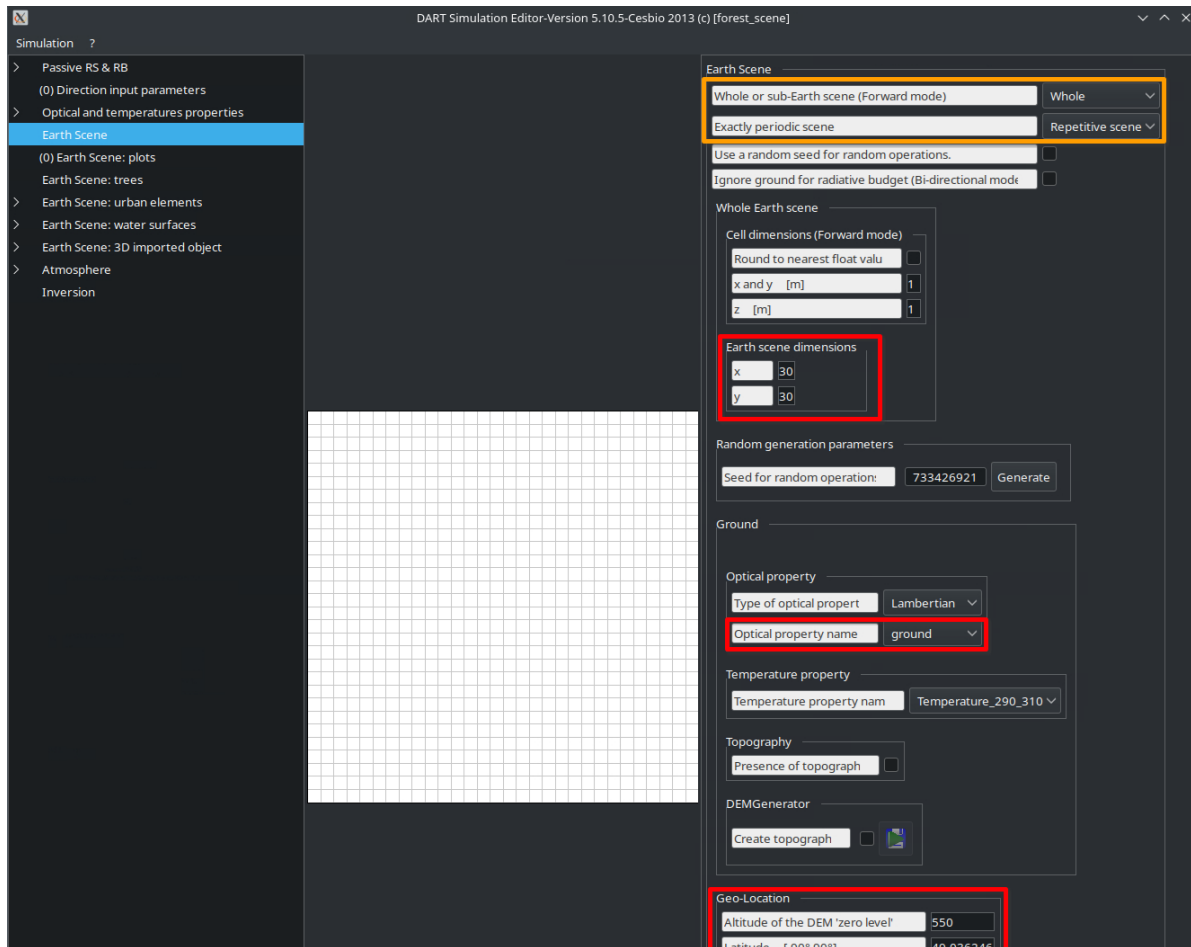 DART Simulation Editor-Version 5.10.5-Cesbio 2013 (c) [forest_scene]
Simulation ?
Passive RS & RB
(0) Direction input parameters
Optical and temperatures properties
Earth Scene
(0) Earth Scene: plots
Earth Scene: trees
Earth Scene: urban elements
Earth Scene: water surfaces
Earth Scene: 3D imported object
Atmosphere
Inversion
Earth Scene
Whole or sub-Earth scene (Forward mode) Whole
Exactly periodic scene Repetitive scene
Use a random seed for random operations.
Ignore ground for radiative budget (Bi-directional mode
Whole Earth scene
Cell dimensions (Forward mode)
Round to nearest float valu
x and y [m] 1
z [m] 1
Earth scene dimensions
x 30
y 30
Random generation parameters
Seed for random operation: 733426921 Generate
Ground
Optical property
Type of optical propert Lambertian
Optical property name ground
Temperature property
Temperature property nam Temperature_290_310
Topography
Presence of topograph
DEMGenerator
Create topograph
Geo-Location
Altitude of the DEM 'zero level' 550
Latitude [-90° 90°] 49.036246